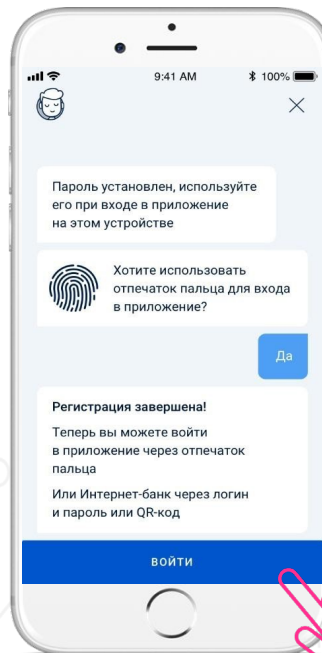 9:41 AM
100%
Пароль установлен, используйте
его при входе в приложение
на этом устройстве
Хотите использовать
отпечаток пальца для входа
в приложение?
Да
Регистрация завершена!
Теперь вы можете войти
в приложение через отпечаток
пальца
Или Интернет-банк через логин
и пароль или QR-код
ВОЙТИ